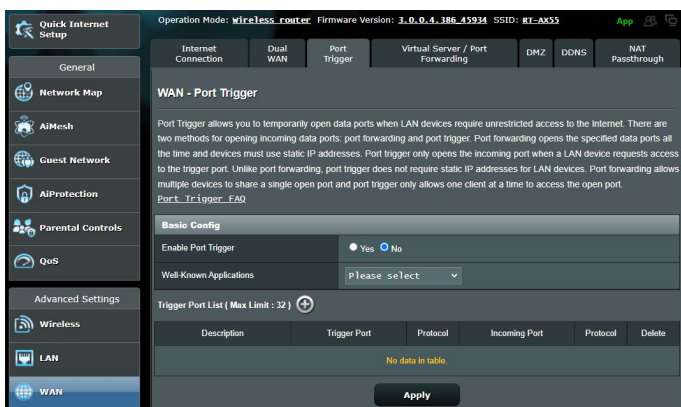 Quick Internet
Setup
Operation Mode: Wireless router Firmware Version: 3.0.0.4.386_45934 SSID: RT-AX55
App
General
Network Map
AiMesh
Guest Network
AiProtection
Parental Controls
QoS
Advanced Settings
Wireless
LAN
WAN
Internet
Connection
Dual
WAN
Port
Trigger
Virtual Server / Port
Forwarding
DMZ
DDNS
NAT
Passthrough
WAN - Port Trigger
Port Trigger allows you to temporarily open data ports when LAN devices require unrestricted access to the Internet. There are
two methods for opening incoming data ports: port forwarding and port trigger. Port forwarding opens the specified data ports all
the time and devices must use static IP addresses. Port trigger only opens the incoming port when a LAN device requests access
to the trigger port. Unlike port forwarding, port trigger does not require static IP addresses for LAN devices. Port forwarding allows
multiple devices to share a single open port and port trigger only allows one client at a time to access the open port.
Port Trigger FAQ
Basic Config
Enable Port Trigger
Yes No
Well-Known Applications
Please select
Trigger Port List ( Max Limit : 32 )
Description Trigger Port Protocol Incoming Port Protocol Delete
No data in table.
Apply